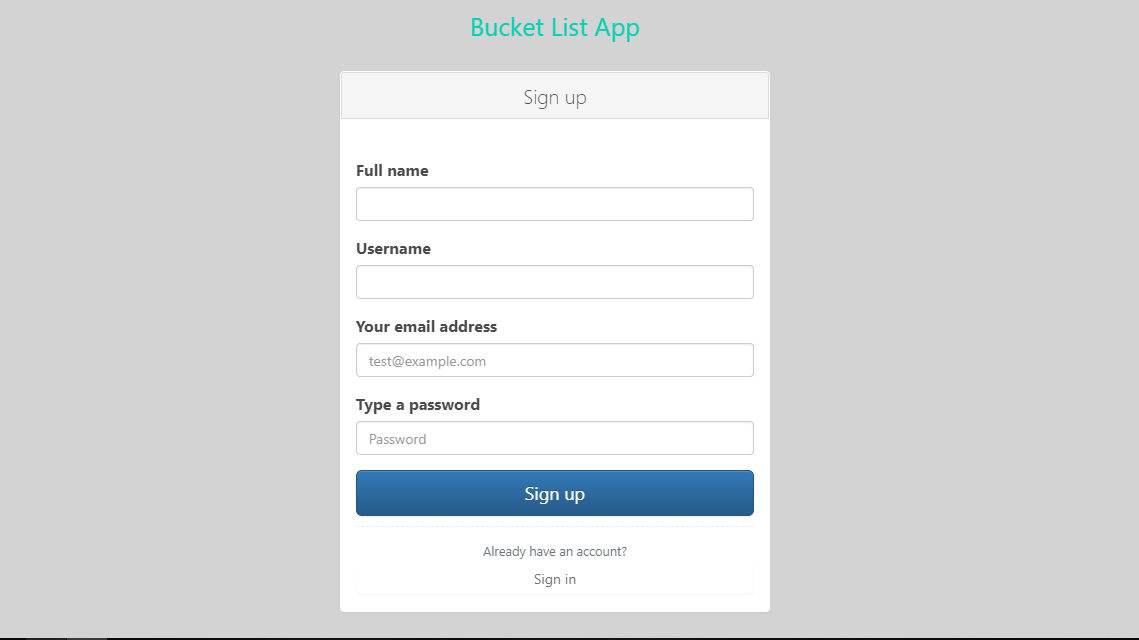 Bucket List App
Sign up
Full name
Username
Your email address
test@example.com
Type a password
Password
Sign up
Already have an account?
Sign in